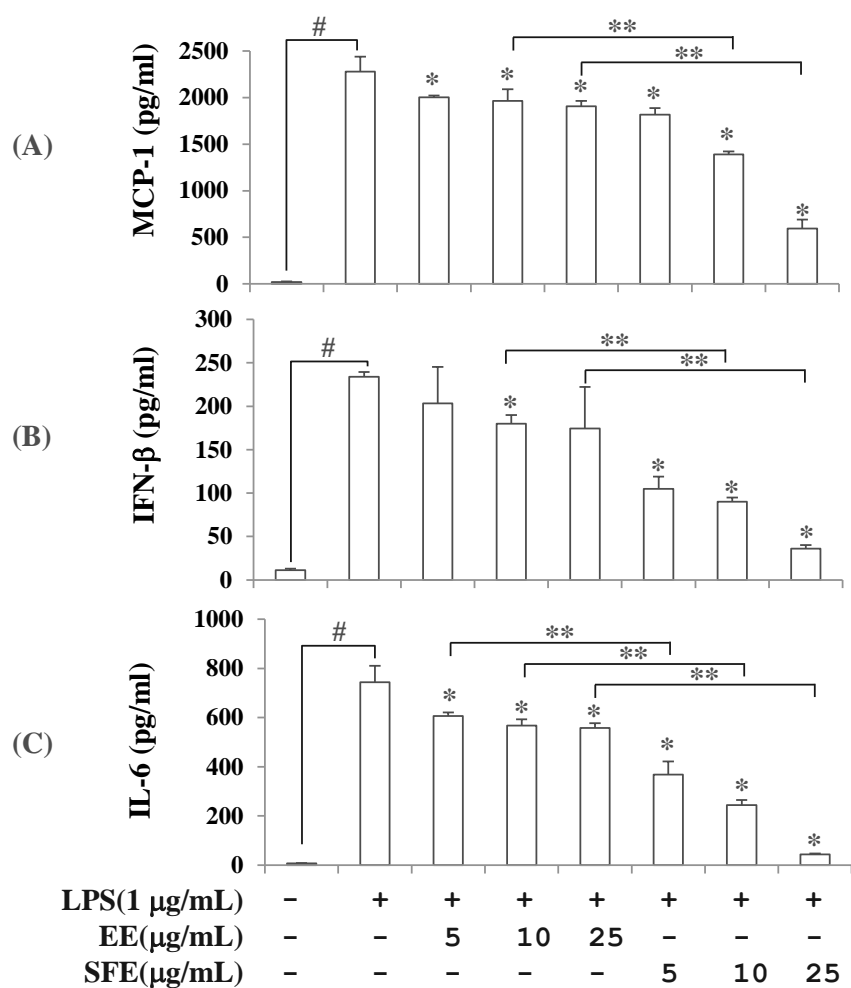 # ** **
2500
2000
1500
1000
500
0
(A)
MCP-1 (pg/ml)
* * * * * *
# ** **
300
250
200
150
100
50
0
(B)
IFN-β (pg/ml)
* * * *
# ** ** **
1000
800
600
400
200
0
(C)
IL-6 (pg/ml)
* * * * * *
LPS(1 μg/mL) – + + + + + + +
EE(μg/mL) – – 5 10 25 – – –
SFE(μg/mL) – – – – – 5 10 25